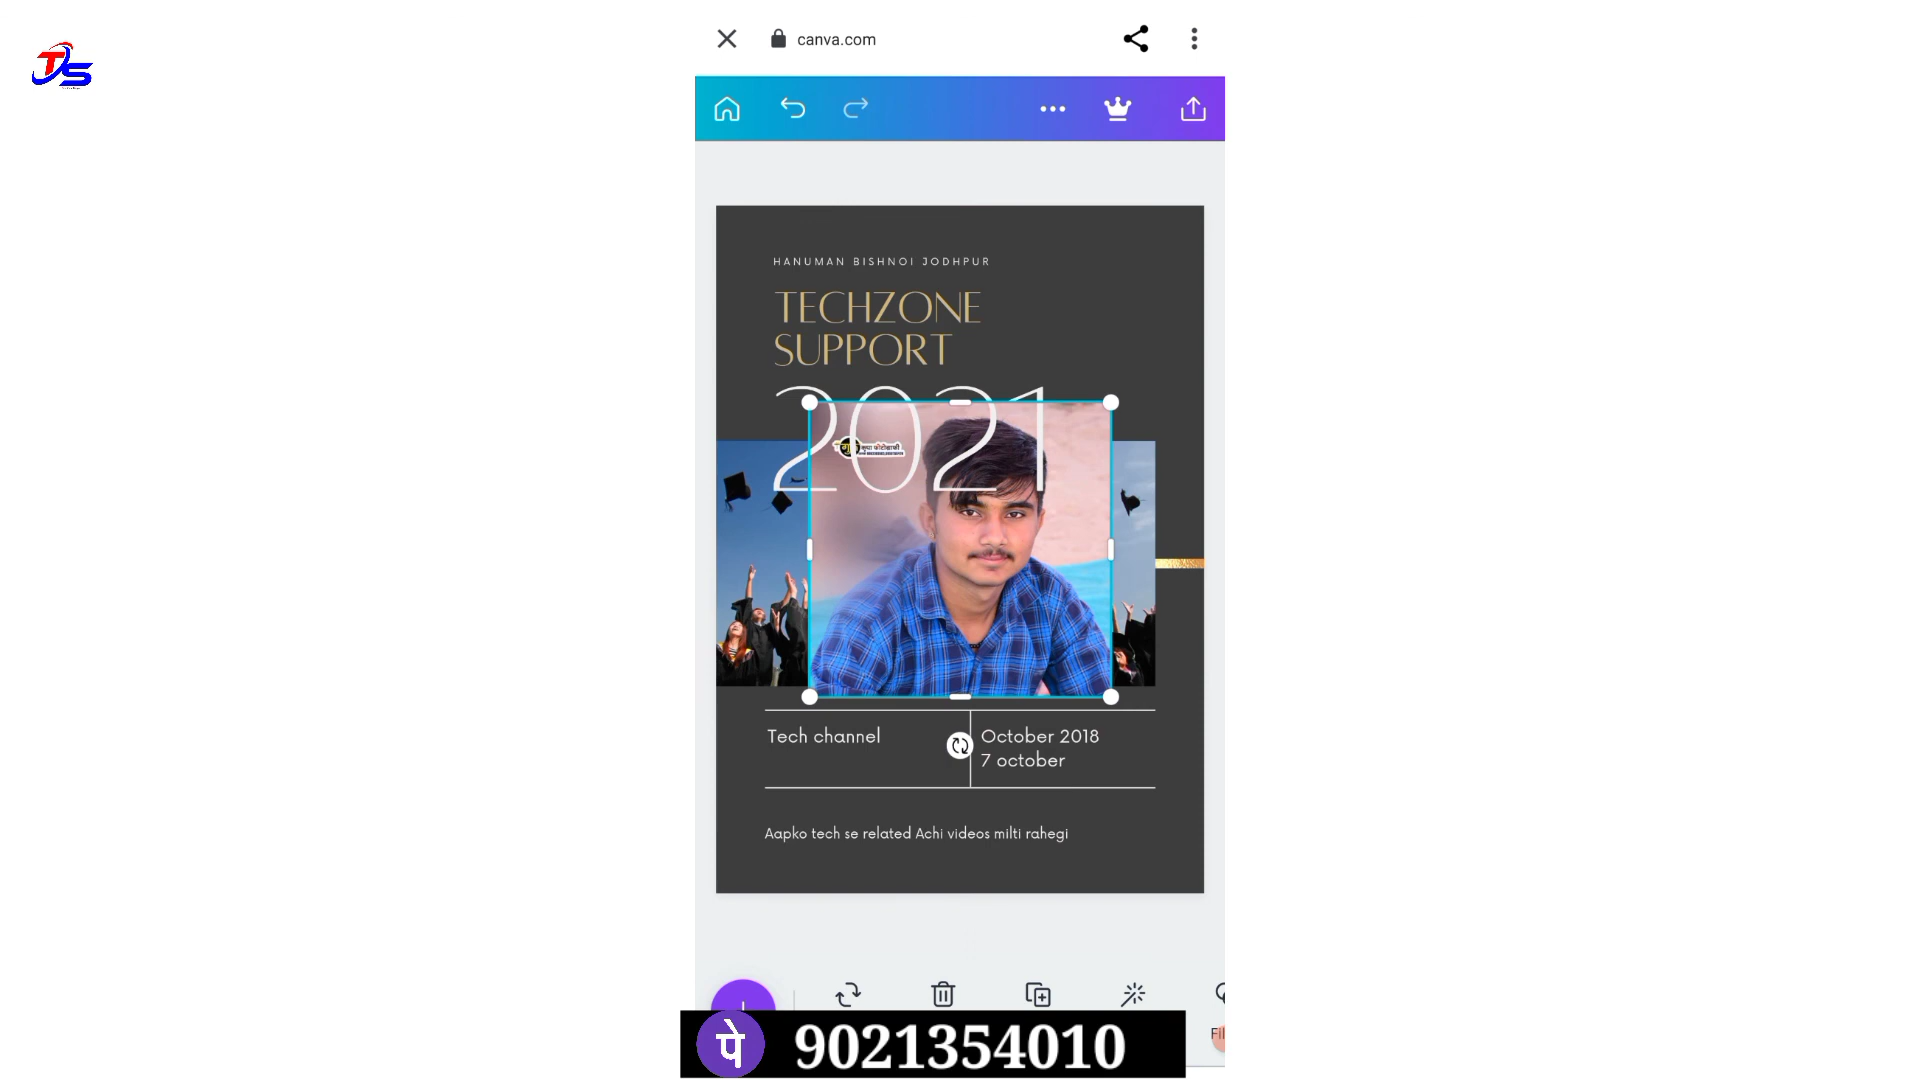 TS
canva.com
HANUMAN BISHNOI JODHPUR
TECHZONE
SUPPORT
2021
Tech channel
October 2018
7 october
Aapko tech se related Achi videos milti rahegi
पे 9021354010